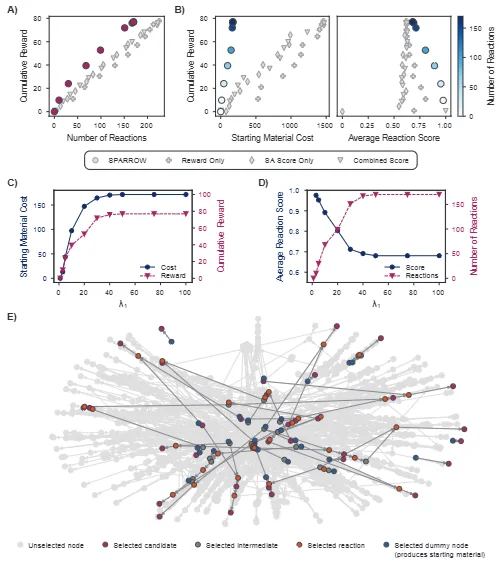 A)
B)
80
60
40
20
0
Cumulative Reward
0 50 100 150 200
Number of Reactions
80
60
40
20
0
Cumulative Reward
0 500 1000 1500
Starting Material Cost
0 0.25 0.50 0.75 1.00
Average Reaction Score
150
100
50
0
Number of Reactions
SPARROW Reward Only SA Score Only Combined Score
C)
D)
150
100
50
0
Starting Material Cost
100
80
60
40
20
0
Cumulative Reward
Cost
Reward
0 20 40 60 80 100
λ1
1.0
0.9
0.8
0.7
0.6
Average Reaction Score
150
100
50
0
Number of Reactions
Score
Reactions
0 20 40 60 80 100
λ1
E)
Unselected node Selected candidate Selected intermediate Selected reaction Selected dummy node
(produces starting material)